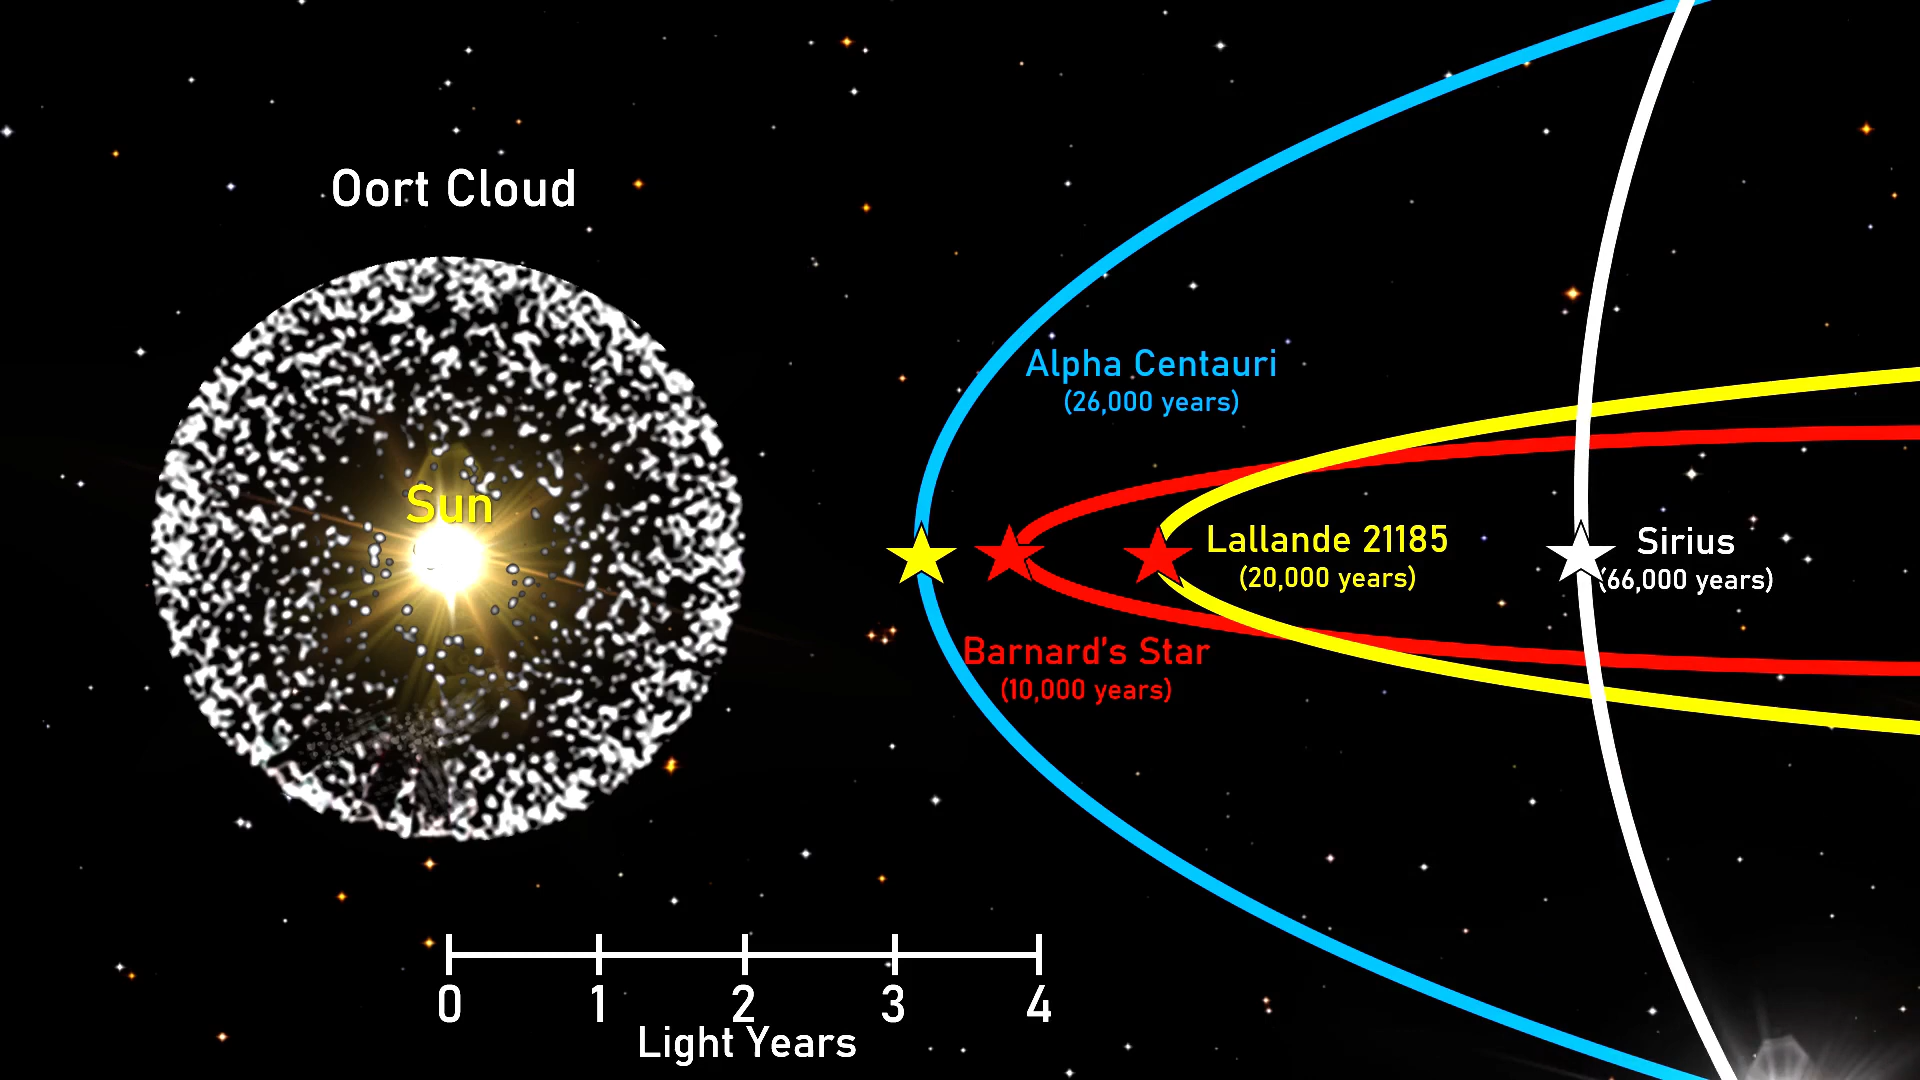 Oort Cloud
Sun
Alpha Centauri
(26,000 years)
Lallande 21185
(20,000 years)
Sirius
(66,000 years)
Barnard's Star
(10,000 years)
0 1 2 3 4
Light Years